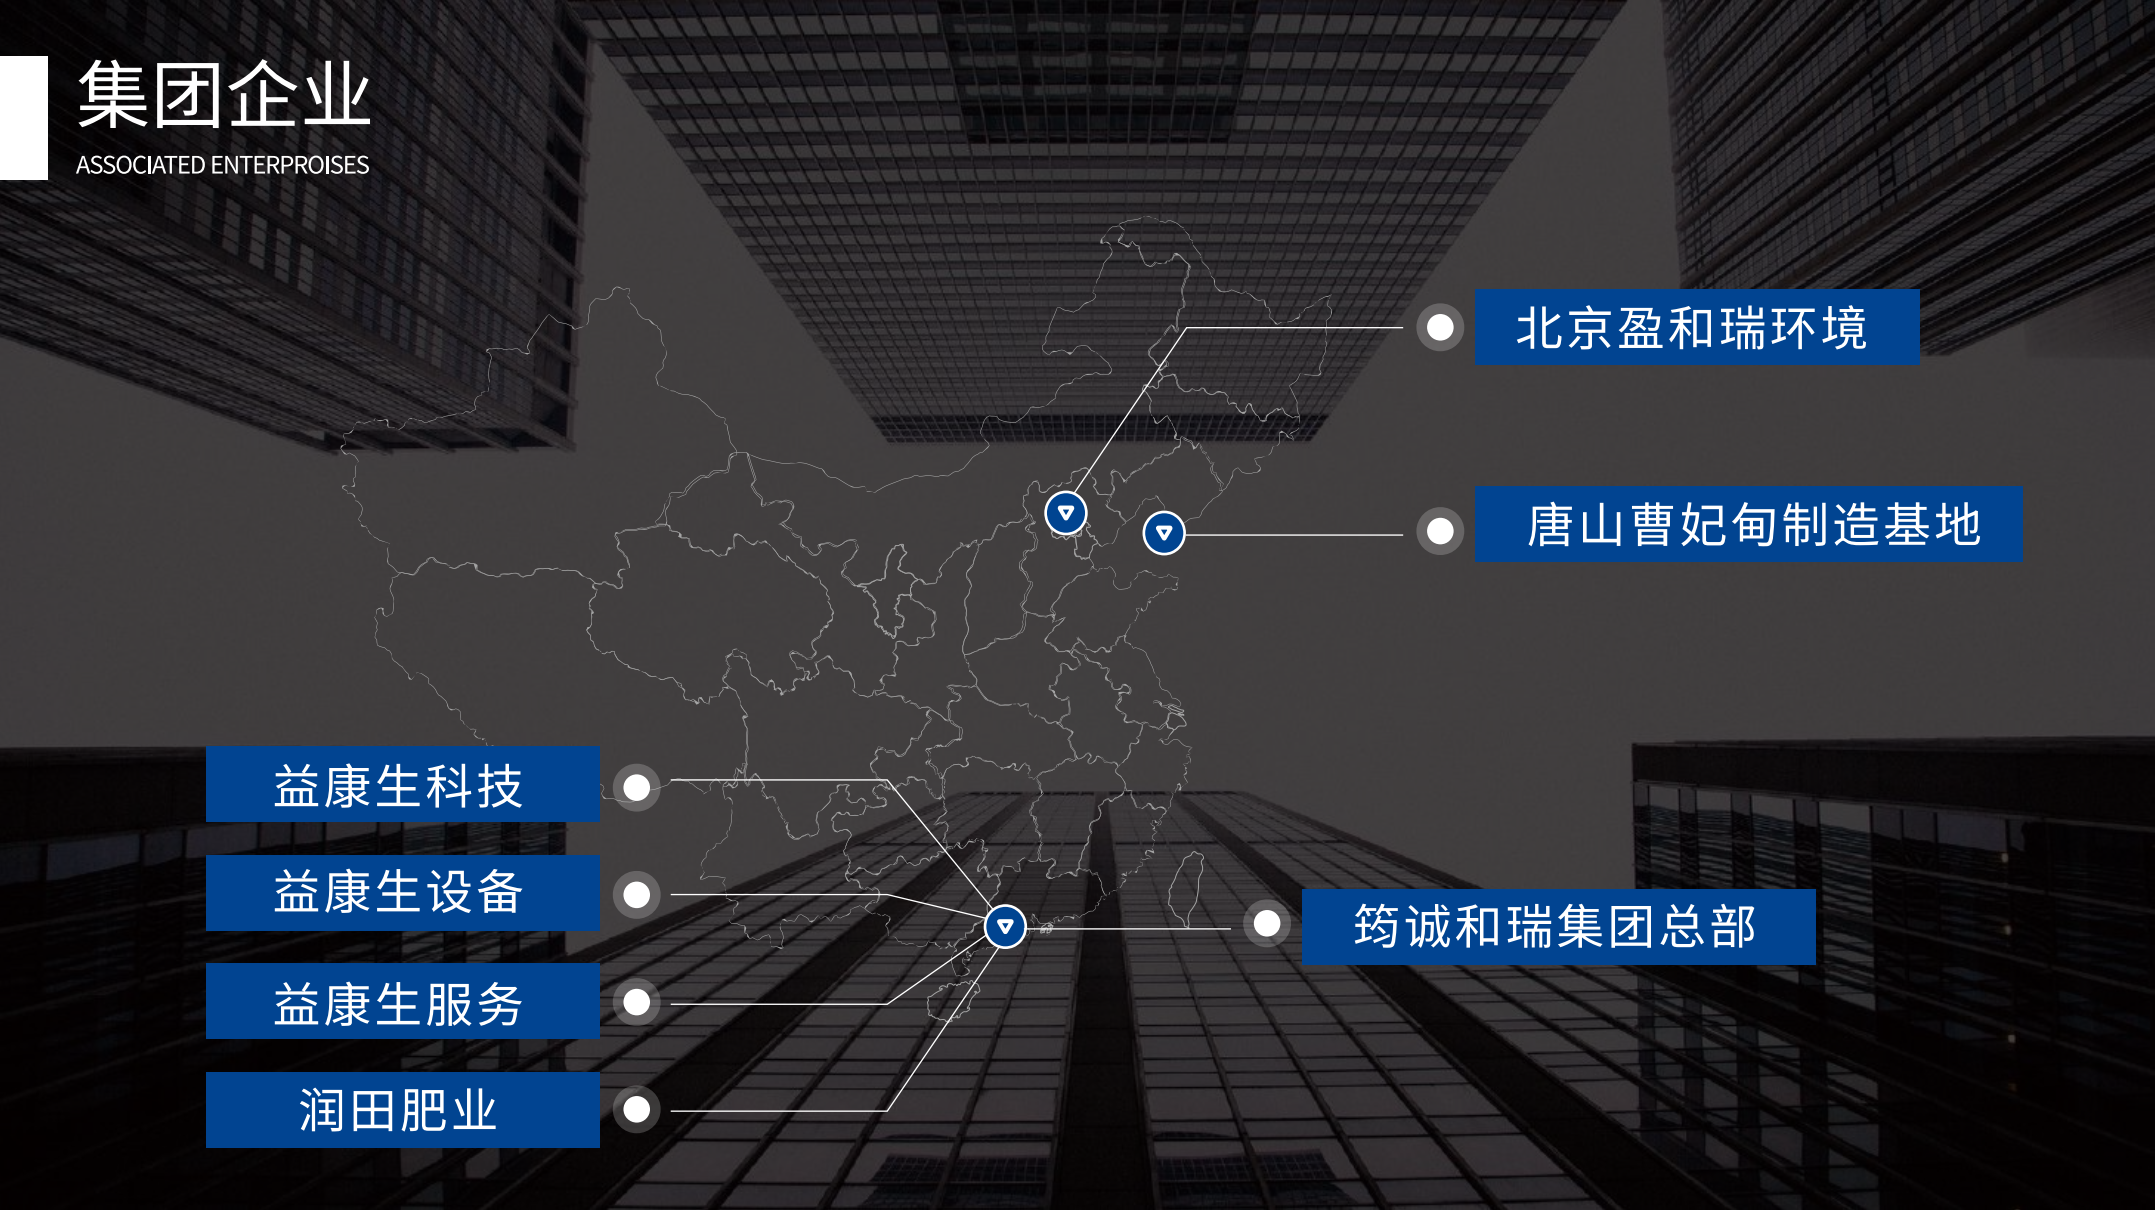 集团企业
ASSOCIATED ENTERPROISES
北京盈和瑞环境
唐山曹妃甸制造基地
益康生科技
益康生设备
筠诚和瑞集团总部
益康生服务
润田肥业